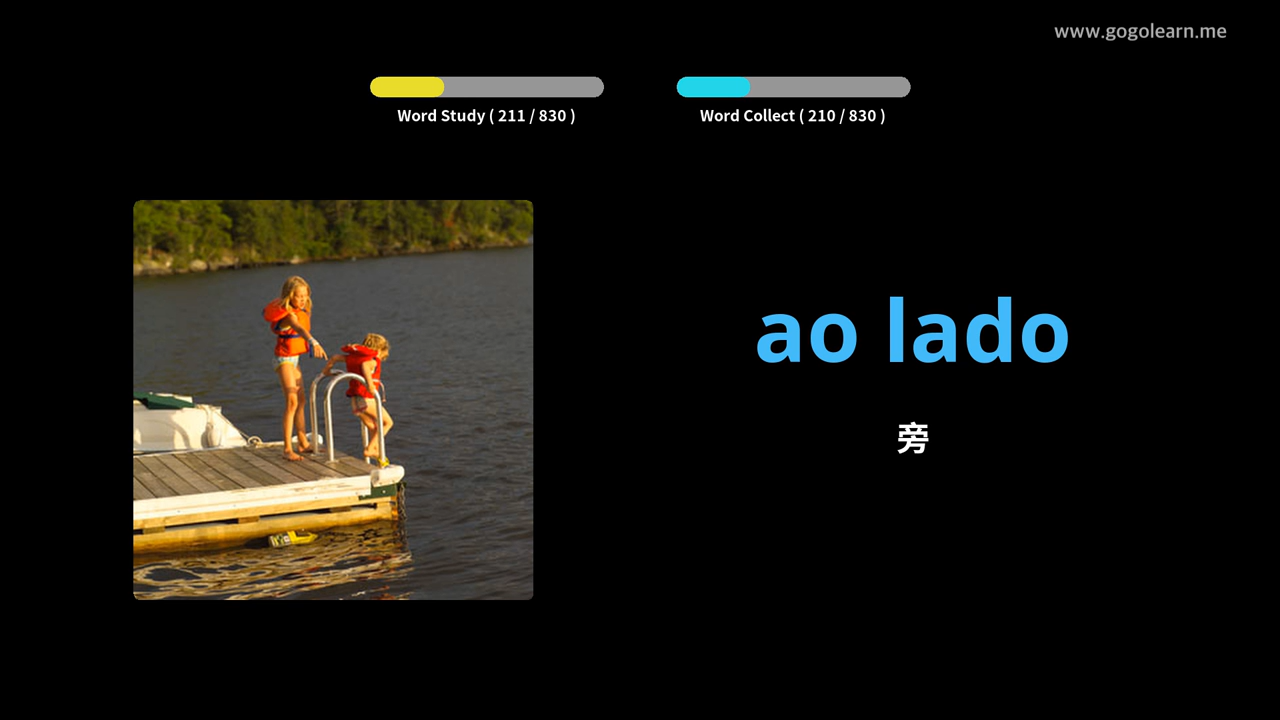 www.gogolearn.me
Word Study ( 211 / 830 )
Word Collect ( 210 / 830 )
ao lado
旁